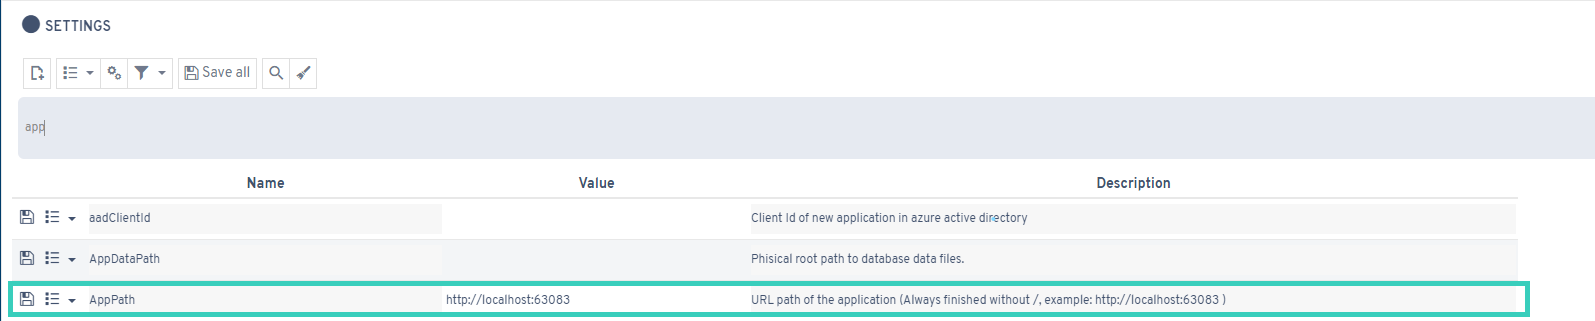 SETTINGS
Save all
app
Name Value Description
aadClientId Client Id of new application in azure active directory
AppDataPath Phisical root path to database data files.
AppPath http://localhost:63083 URL path of the application (Always finished without /, example: http://localhost:63083 )